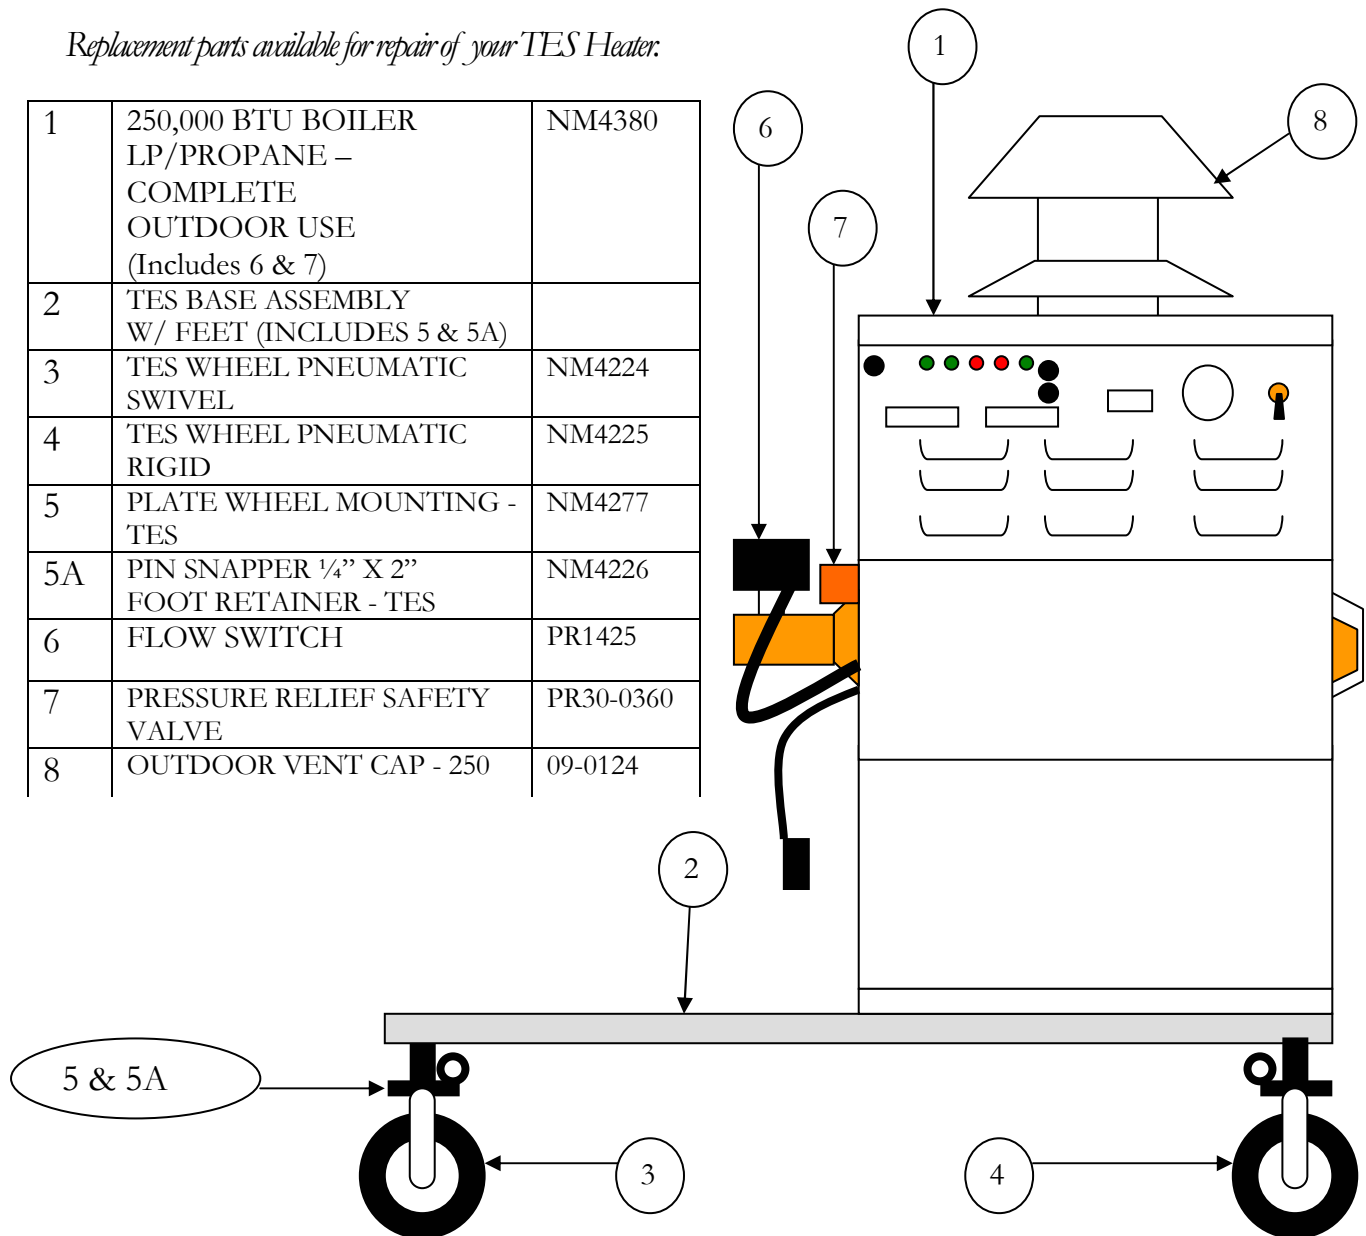 Replacement parts available for repair of your TES Heater.
1
250,000 BTU BOILER
LP/PROPANE –
COMPLETE
OUTDOOR USE
(Includes 6 & 7)
NM4380
2
TES BASE ASSEMBLY
W/ FEET (INCLUDES 5 & 5A)
3
TES WHEEL PNEUMATIC
SWIVEL
NM4224
4
TES WHEEL PNEUMATIC
RIGID
NM4225
5
PLATE WHEEL MOUNTING -
TES
NM4277
5A
PIN SNAPPER ¼” X 2”
FOOT RETAINER - TES
NM4226
6
FLOW SWITCH
PR1425
7
PRESSURE RELIEF SAFETY
VALVE
PR30-0360
8
OUTDOOR VENT CAP - 250
09-0124
1
6
8
7
2
5 & 5A
3
4